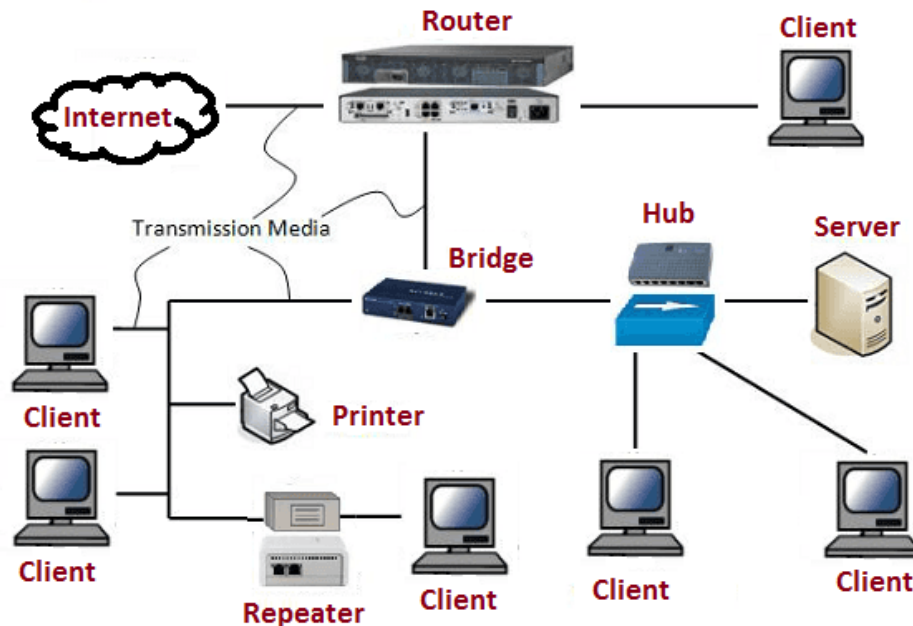 Router
Client
Internet
Transmission Media
Hub
Server
Bridge
Client
Printer
Client
Repeater
Client
Client
Client